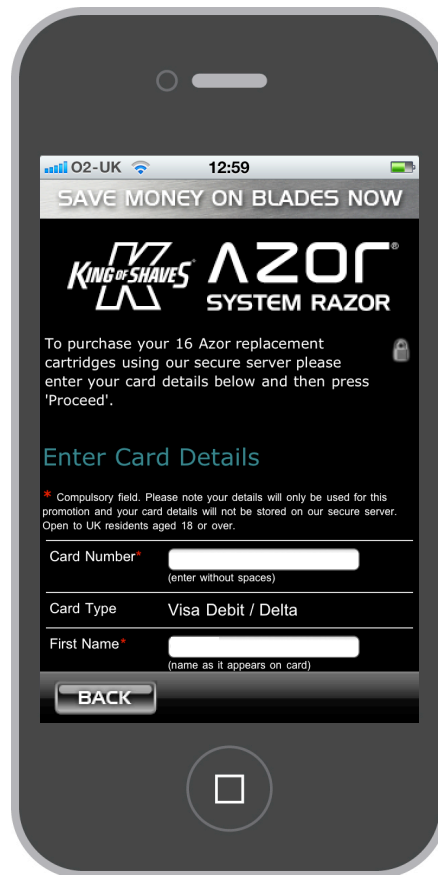 O2-UK 12:59
SAVE MONEY ON BLADES NOW
KING OF SHAVES® AZOR®
SYSTEM RAZOR
To purchase your 16 Azor replacement
cartridges using our secure server please
enter your card details below and then press
'Proceed'.
Enter Card Details
* Compulsory field. Please note your details will only be used for this
promotion and your card details will not be stored on our secure server.
Open to UK residents aged 18 or over.
Card Number*
(enter without spaces)
Card Type Visa Debit / Delta
First Name*
(name as it appears on card)
BACK